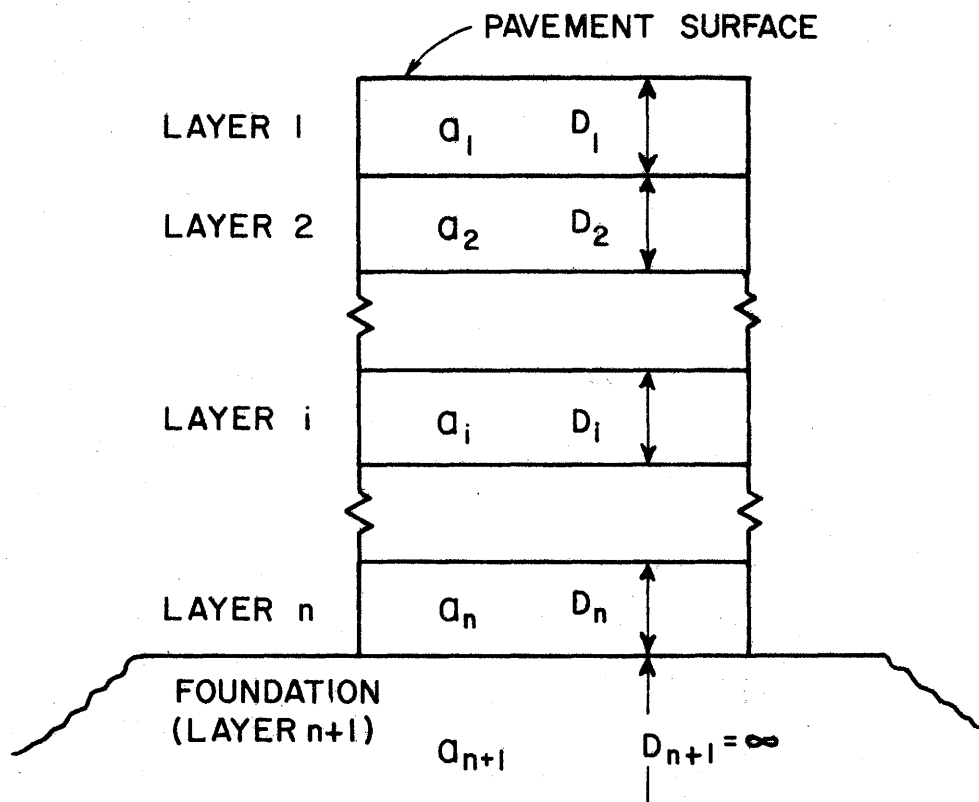 PAVEMENT SURFACE
LAYER 1 a₁ D₁
LAYER 2 a₂ D₂
LAYER i aᵢ Dᵢ
LAYER n aₙ Dₙ
FOUNDATION
(LAYER n+1)
aₙ₊₁ Dₙ₊₁ = ∞